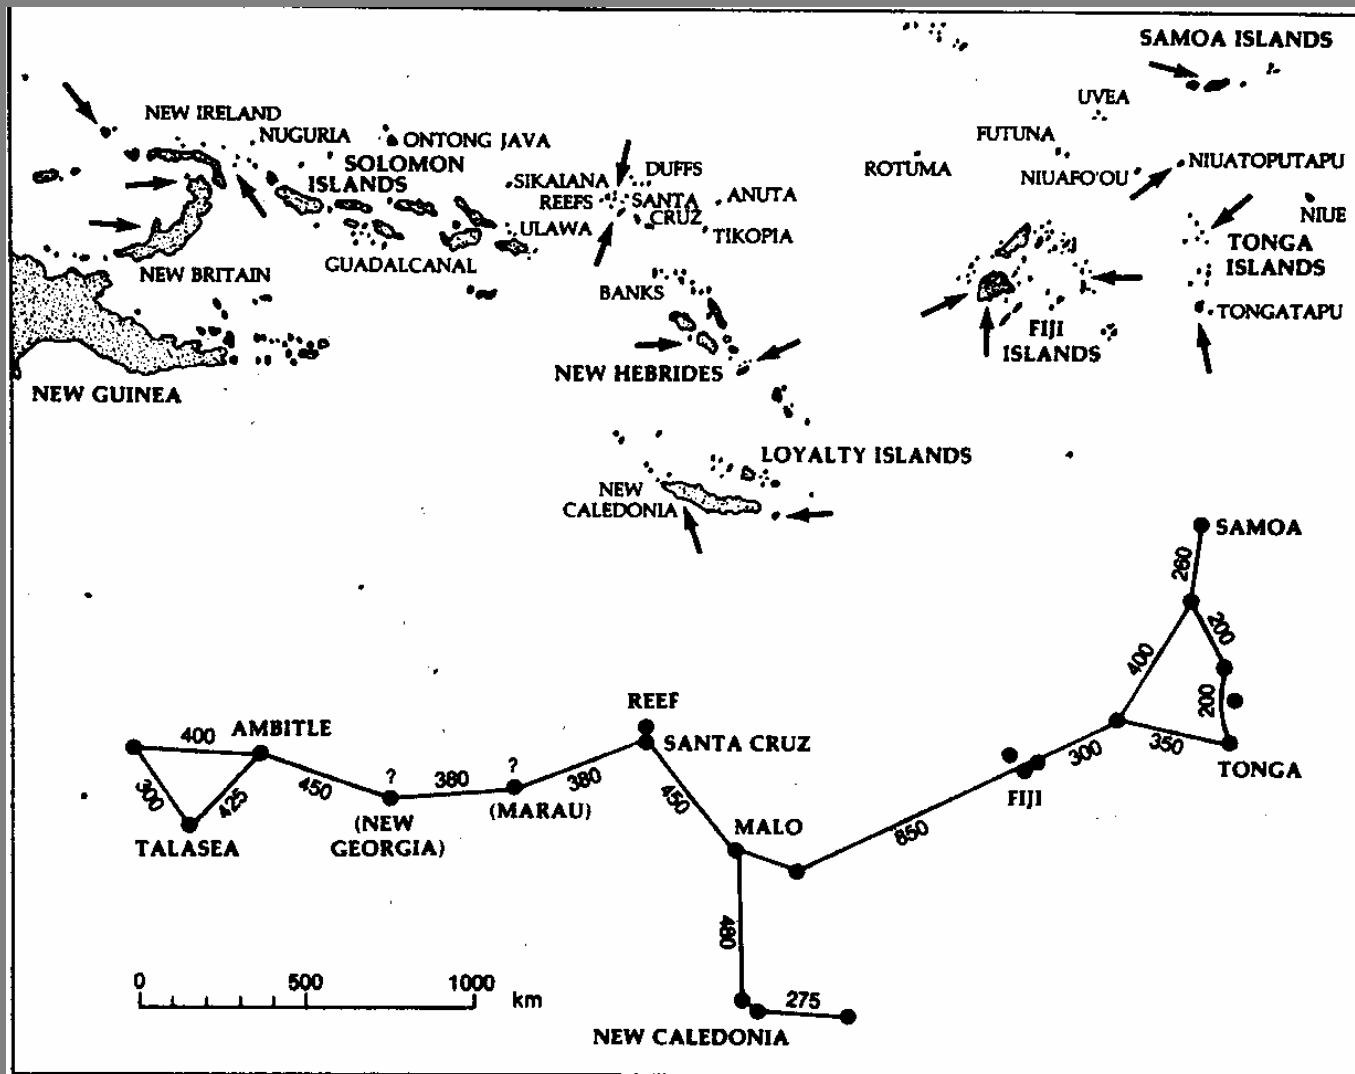 SAMOA ISLANDS
UVEA
NEW IRELAND
NUGURIA
ONTONG JAVA
FUTUNA
SOLOMON
ISLANDS
DUFFS
ROTUMA
NIUAFO'OU
NIUATOPUTAPU
SIKAIANA
REEFS
SANTA
CRUZ
ANUTA
NIUE
ULAWA
TIKOPIA
TONGA
ISLANDS
GUADALCANAL
NEW BRITAIN
BANKS
TONGATAPU
FIJI
ISLANDS
NEW HEBRIDES
NEW GUINEA
LOYALTY ISLANDS
NEW
CALEDONIA
SAMOA
260
200
400
200
REEF
AMBITLE
400
SANTA CRUZ
350
TONGA
300
300
425
450
?
380
?
380
450
(MARAU)
FIJI
TALASEA
(NEW
GEORGIA)
MALO
850
480
0 500 1000
km
275
NEW CALEDONIA